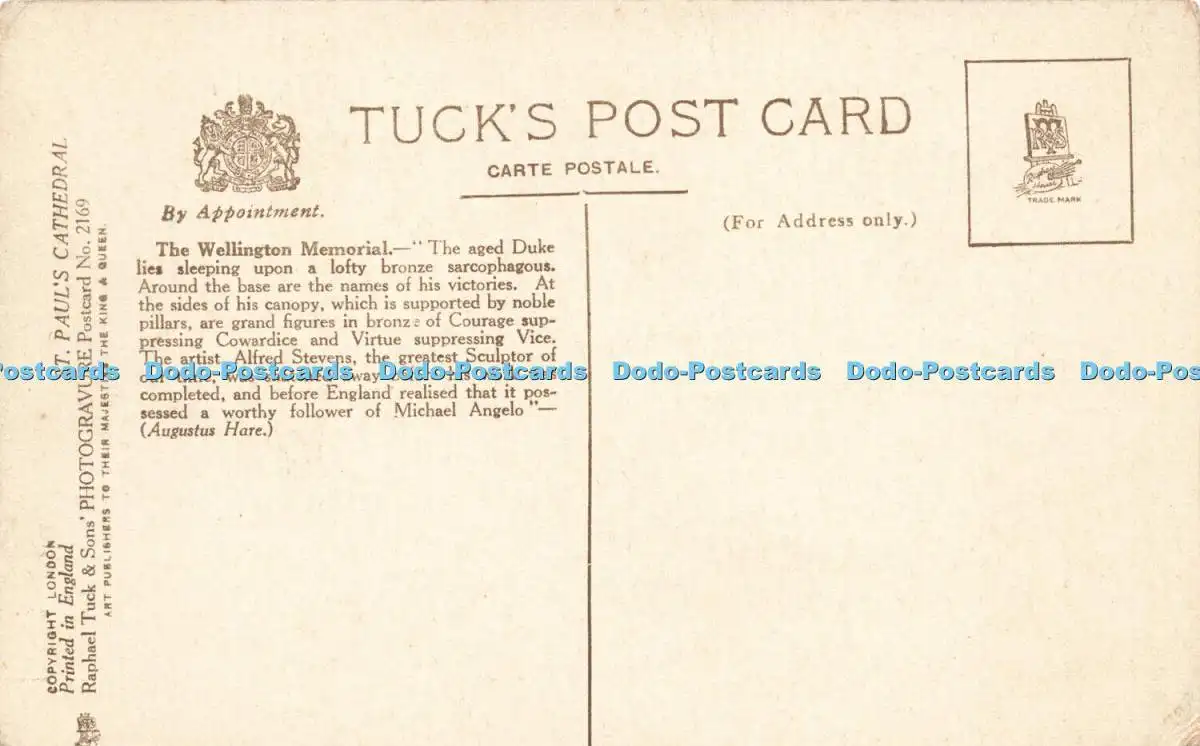 TUCK'S POST CARD
CARTE POSTALE.
By Appointment.
(For Address only.)
TRADE MARK
The Wellington Memorial.—" The aged Duke
lies sleeping upon a lofty bronze sarcophagous.
Around the base are the names of his victories. At
the sides of his canopy, which is supported by noble
pillars, are grand figures in bronze of Courage sup-
pressing Cowardice and Virtue suppressing Vice.
The artist, Alfred Stevens, the greatest Sculptor of
completed, and before England realised that it pos-
sessed a worthy follower of Michael Angelo "—
(Augustus Hare.)
COPYRIGHT LONDON
Printed in England
ST. PAUL'S CATHEDRAL
Raphael Tuck & Sons' PHOTOGRAVURE Postcard No. 2169
ART PUBLISHERS TO THEIR MAJESTIES THE KING & QUEEN.
Dodo-Postcards Dodo-Postcards Dodo-Postcards